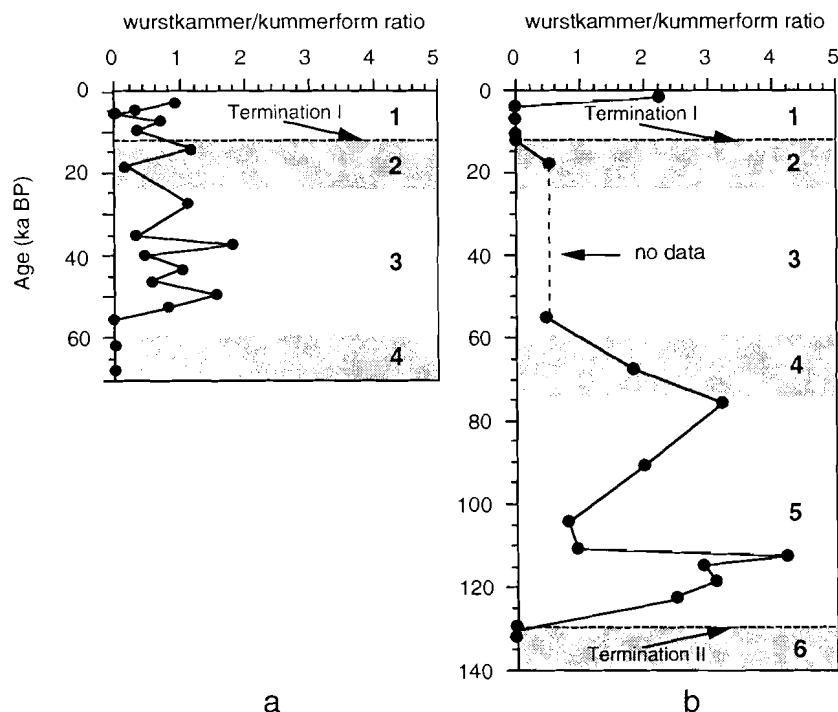 wurstkammer/kummerform ratio
0 1 2 3 4 5
Age (ka BP)
0
20
40
60
Termination I
1
2
3
4
a
wurstkammer/kummerform ratio
0 1 2 3 4 5
0
20
40
60
80
100
120
140
Termination I
1
2
no data
3
4
5
Termination II
6
b